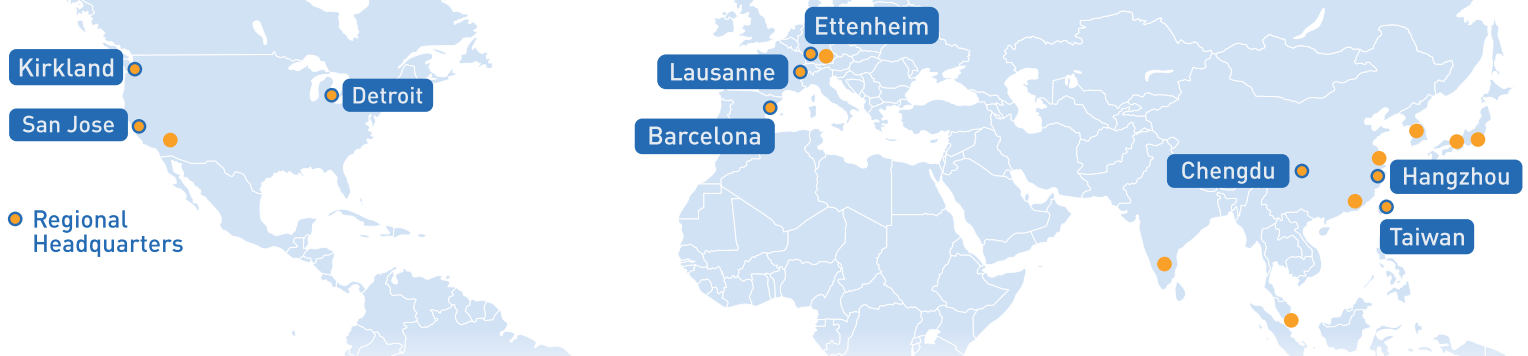 Kirkland
San Jose
Detroit
Regional
Headquarters
Ettenheim
Lausanne
Barcelona
Chengdu
Hangzhou
Taiwan